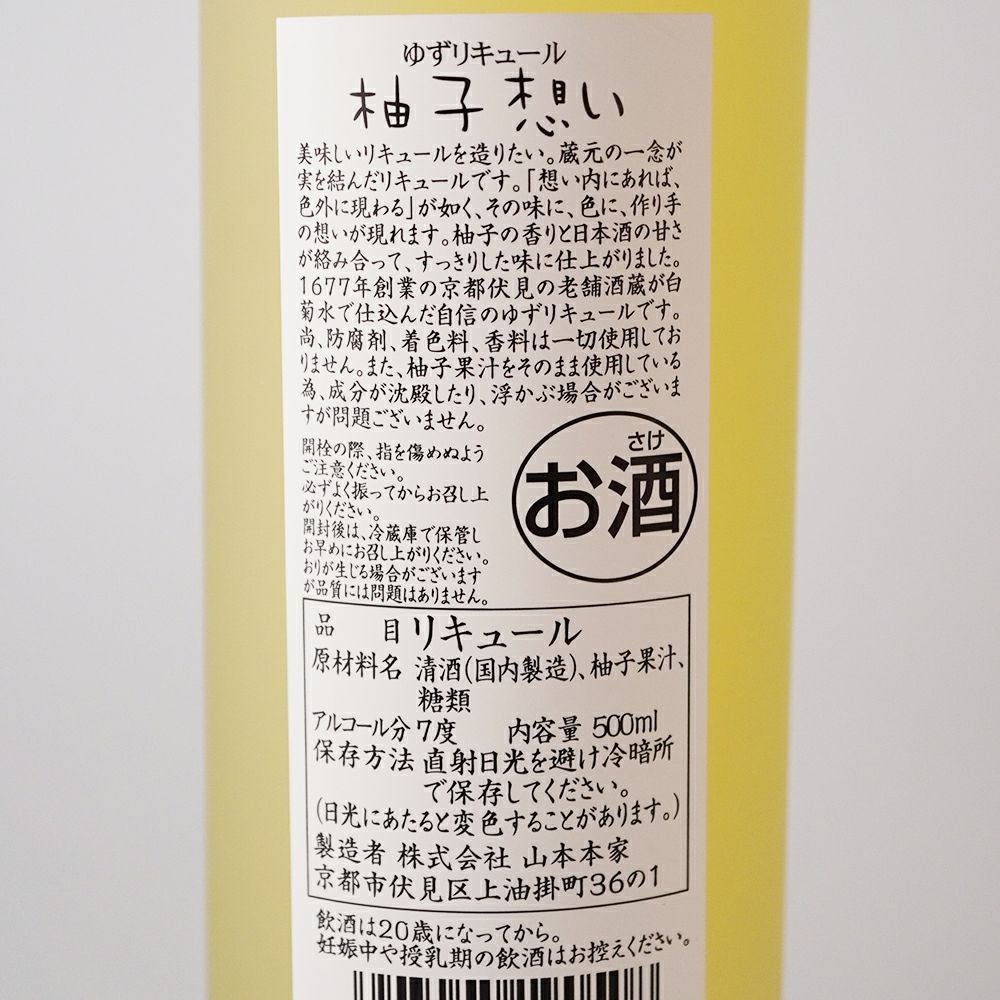 ゆずリキュール
柚子想い
美味しいリキュールを造りたい。蔵元の一念が
実を結んだリキュールです。「想い内にあれば、
色外に現わる」が如く、その味に、色に、作り手
の想いが現れます。柚子の香りと日本酒の甘さ
が絡み合って、すっきりした味に仕上がりました。
1677年創業の京都伏見の老舗酒蔵が白
菊水で仕込んだ自信のゆずリキュールです。
尚、防腐剤、着色料、香料は一切使用してお
りません。また、柚子果汁をそのまま使用している
為、成分が沈殿したり、浮かぶ場合がございま
すが問題ございません。
開栓の際、指を傷めぬよう
ご注意ください。
必ずよく振ってからお召し上
がりください。
開封後は、冷蔵庫で保管し
お早めにお召し上がりください。
おりが生じる場合がございます
が品質には問題はありません。
さけ
お酒
品目 リキュール
原材料名 清酒(国内製造)、柚子果汁、
糖類
アルコール分 7度 内容量 500ml
保存方法 直射日光を避け冷暗所
で保存してください。
(日光にあたると変色することがあります。)
製造者 株式会社 山本本家
京都市伏見区上油掛町36の1
飲酒は20歳になってから。
妊娠中や授乳期の飲酒はお控えください。